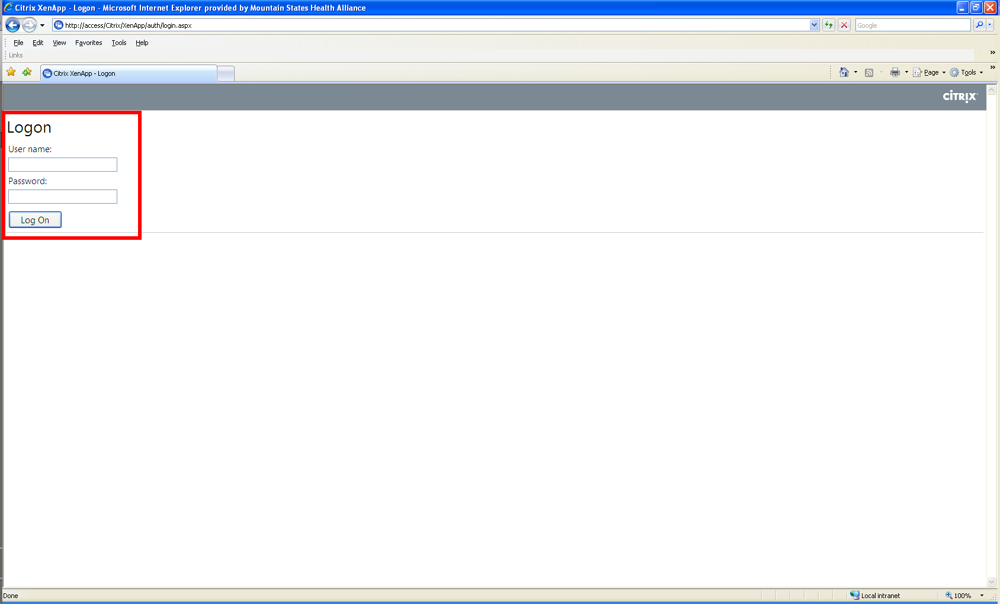 Citrix XenApp - Logon - Microsoft Internet Explorer provided by Mountain States Health Alliance
http://access/Citrix/XenApp/auth/login.aspx
Google
File Edit View Favorites Tools Help
Links
Citrix XenApp - Logon
Page Tools
CITRIX
Logon
User name:
Password:
Log On
Done
Local intranet
100%